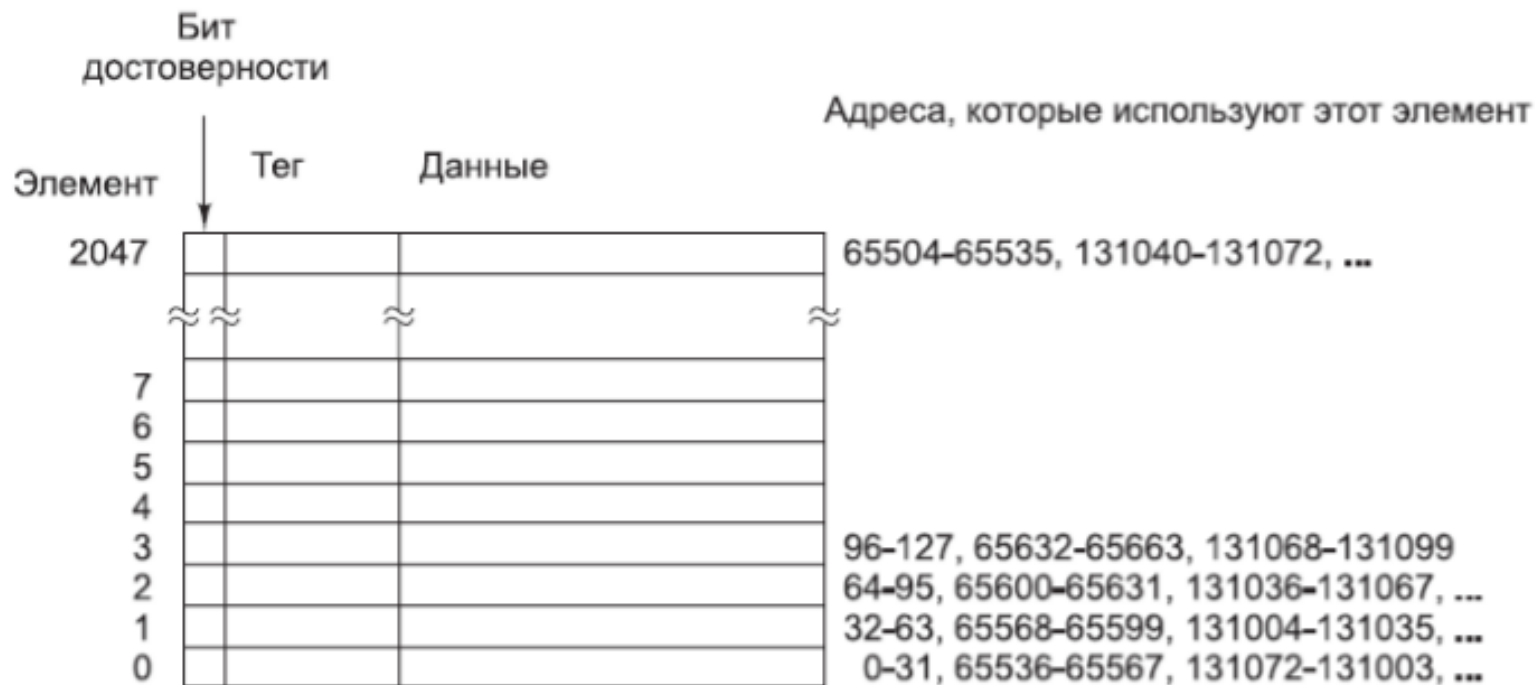 Бит
достоверности
Адреса, которые используют этот элемент
Элемент Тег Данные
2047 65504-65535, 131040-131072, ...
7
6
5
4
3 96-127, 65632-65663, 131068-131099
2 64-95, 65600-65631, 131036-131067, ...
1 32-63, 65568-65599, 131004-131035, ...
0 0-31, 65536-65567, 131072-131003, ...